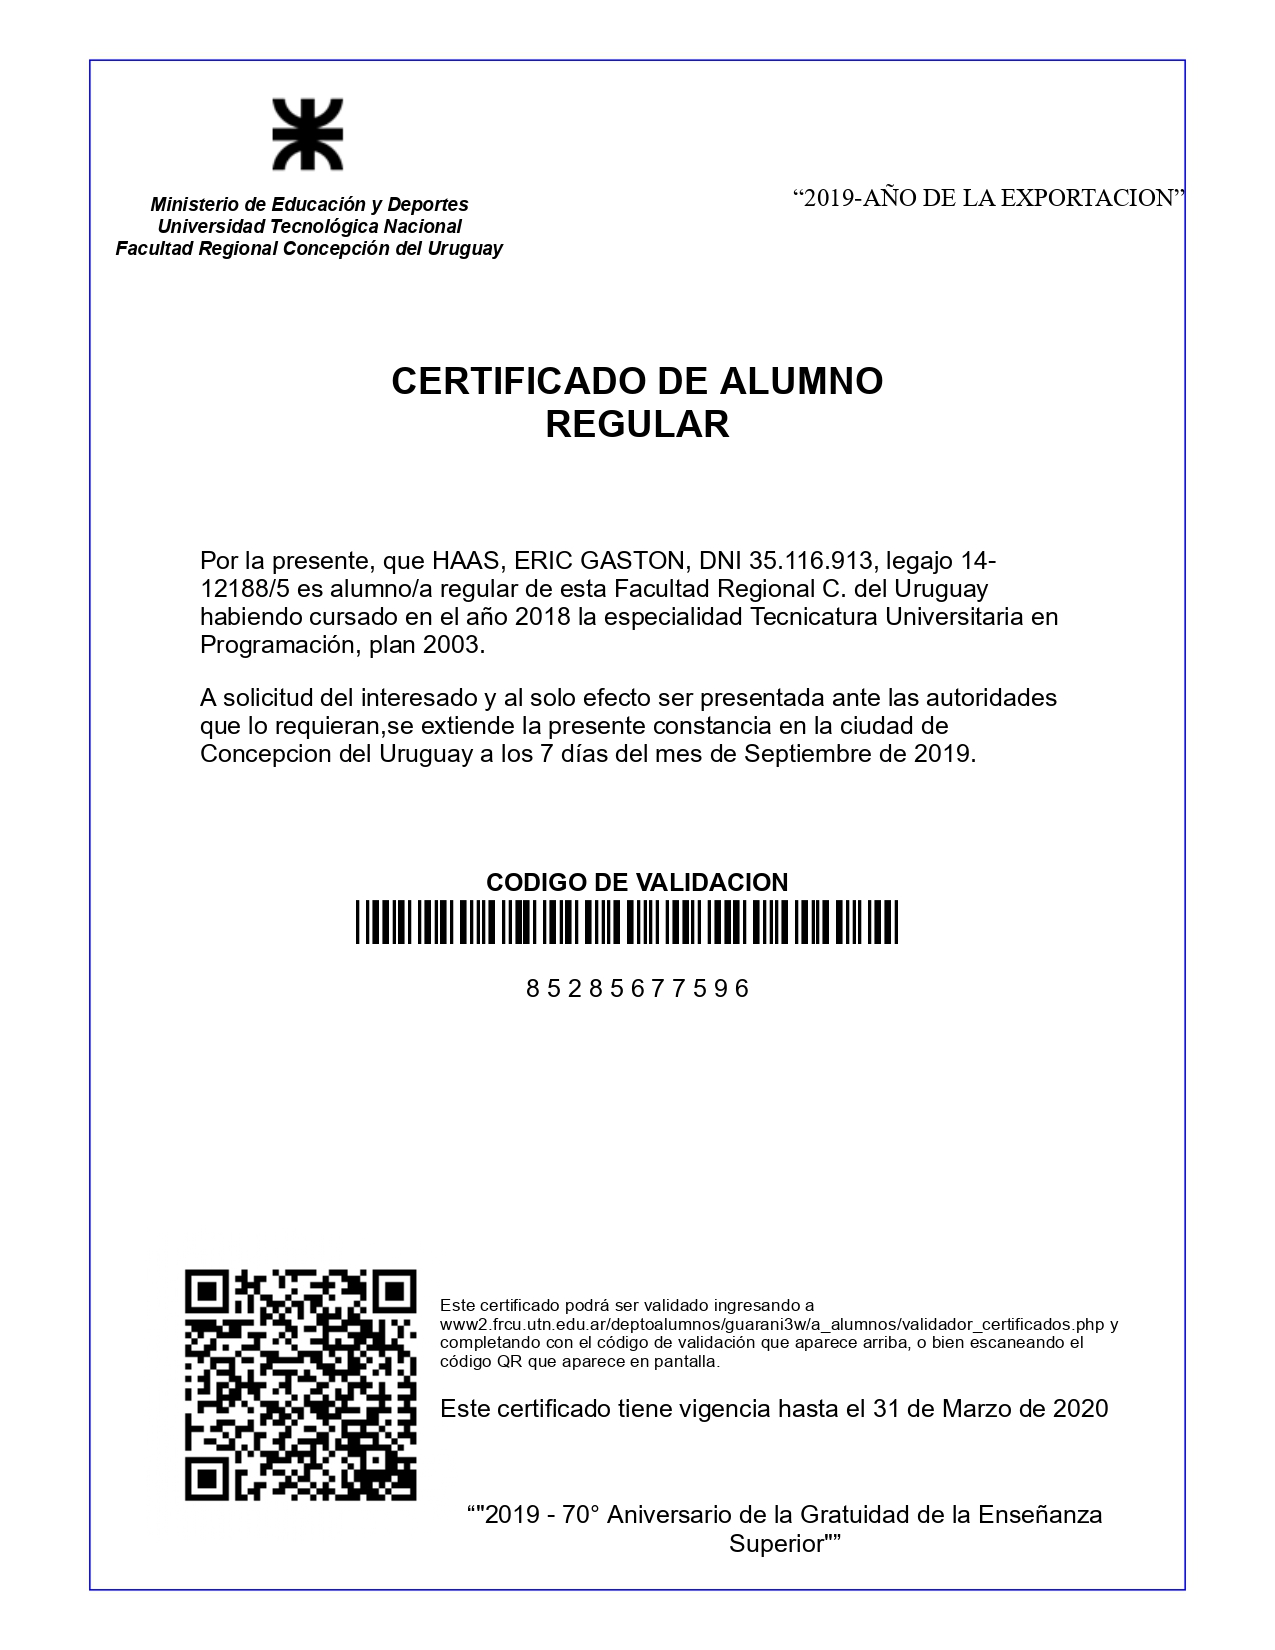 Ministerio de Educación y Deportes
Universidad Tecnológica Nacional
Facultad Regional Concepción del Uruguay
“2019-AÑO DE LA EXPORTACION”
CERTIFICADO DE ALUMNO
REGULAR
Por la presente, que HAAS, ERIC GASTON, DNI 35.116.913, legajo 14-
12188/5 es alumno/a regular de esta Facultad Regional C. del Uruguay
habiendo cursado en el año 2018 la especialidad Tecnicatura Universitaria en
Programación, plan 2003.
A solicitud del interesado y al solo efecto ser presentada ante las autoridades
que lo requieran,se extiende la presente constancia en la ciudad de
Concepcion del Uruguay a los 7 días del mes de Septiembre de 2019.
CODIGO DE VALIDACION
8 5 2 8 5 6 7 7 5 9 6
Este certificado podrá ser validado ingresando a
www2.frcu.utn.edu.ar/deptoalumnos/guarani3w/a_alumnos/validador_certificados.php y
completando con el código de validación que aparece arriba, o bien escaneando el
código QR que aparece en pantalla.
Este certificado tiene vigencia hasta el 31 de Marzo de 2020
“"2019 - 70° Aniversario de la Gratuidad de la Enseñanza
Superior"”